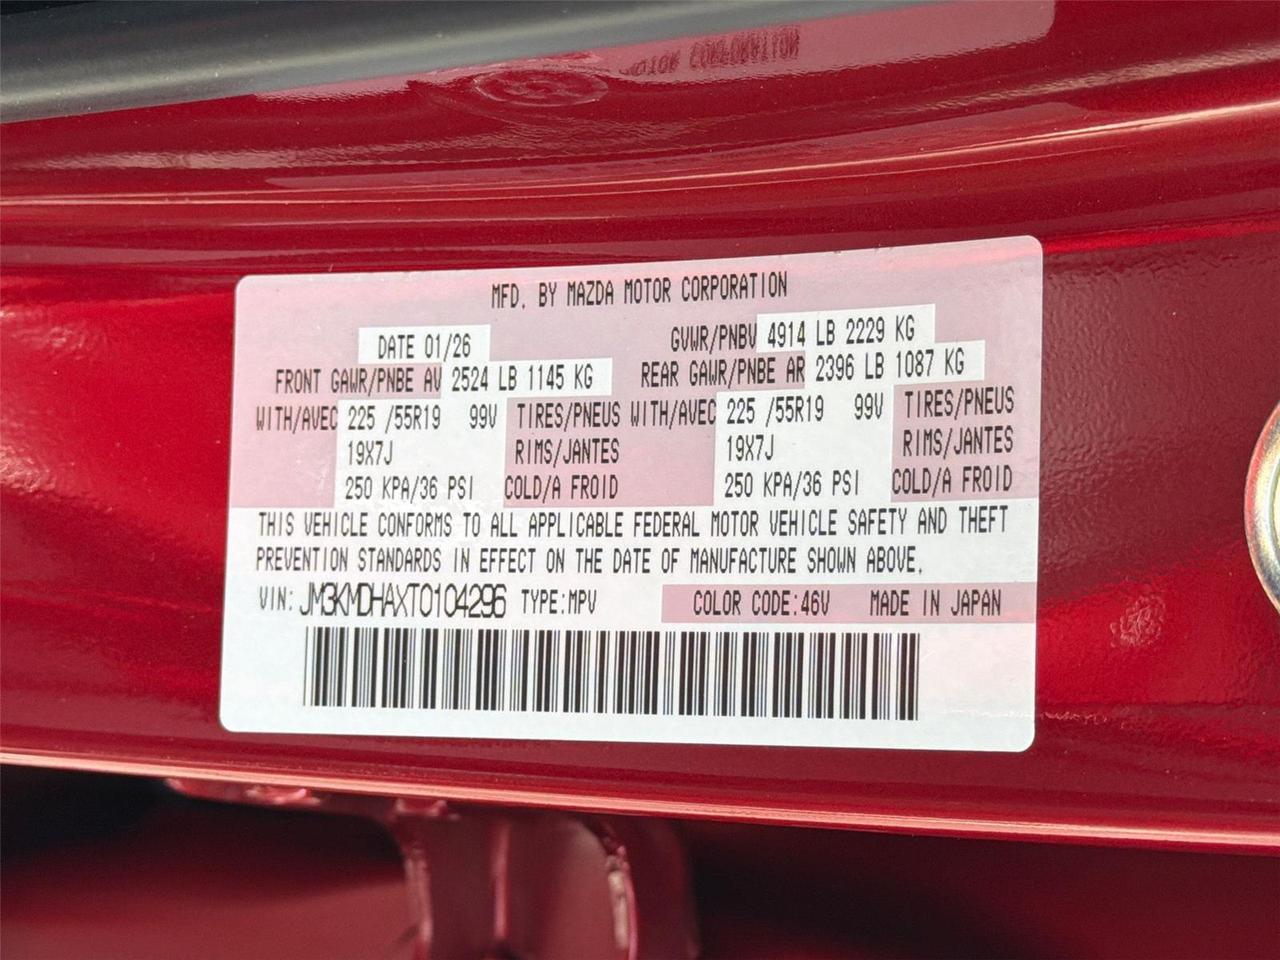 MFD. BY MAZDA MOTOR CORPORATION
DATE 01/26 GVWR/PNBV 4914 LB 2229 KG
FRONT GAWR/PNBE AV 2524 LB 1145 KG REAR GAWR/PNBE AR 2396 LB 1087 KG
WITH/AVEC 225 /55R19 99V TIRES/PNEUS WITH/AVEC 225 /55R19 99V TIRES/PNEUS
19X7J RIMS/JANTES 19X7J RIMS/JANTES
250 KPA/36 PSI COLD/A FROID 250 KPA/36 PSI COLD/A FROID
THIS VEHICLE CONFORMS TO ALL APPLICABLE FEDERAL MOTOR VEHICLE SAFETY AND THEFT
PREVENTION STANDARDS IN EFFECT ON THE DATE OF MANUFACTURE SHOWN ABOVE.
VIN: JM3KMDHAXT0104296 TYPE:MPV COLOR CODE:46V MADE IN JAPAN